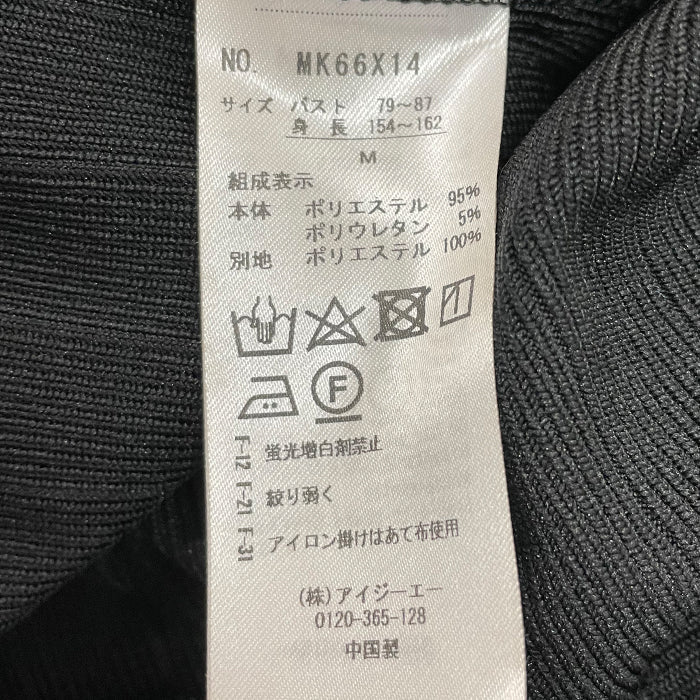 NO. MK66X14
サイズ バスト 79～87
身長 154～162
M
組成表示
本体 ポリエステル 95%
ポリウレタン 5%
別地 ポリエステル 100%
F
F-12 蛍光増白剤禁止
F-21 絞り弱く
F-31 アイロン掛けはあて布使用
(株)アイジーエー
0120-365-128
中国製